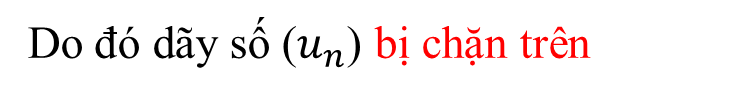 Do đó dãy số (uₙ) bị chặn trên